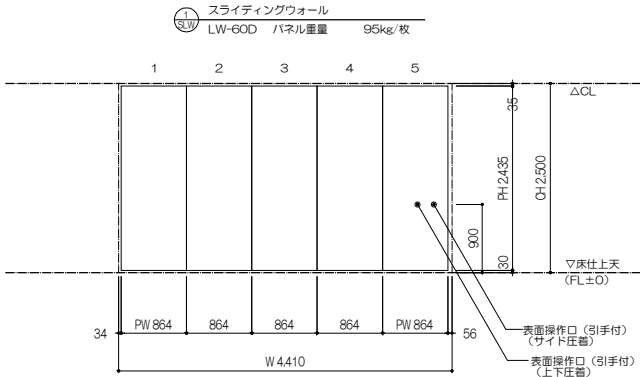 1
SLW
スライディングウォール
LW-60D パネル重量 95kg/枚
1 2 3 4 5
△CL
35
PH 2,435
CH 2,500
900
30
▽床仕上天
(FL±0)
34 PW 864 864 864 864 PW 864 56
W 4,410
表面操作口（引手付）
（サイド圧着）
表面操作口（引手付）
（上下圧着）